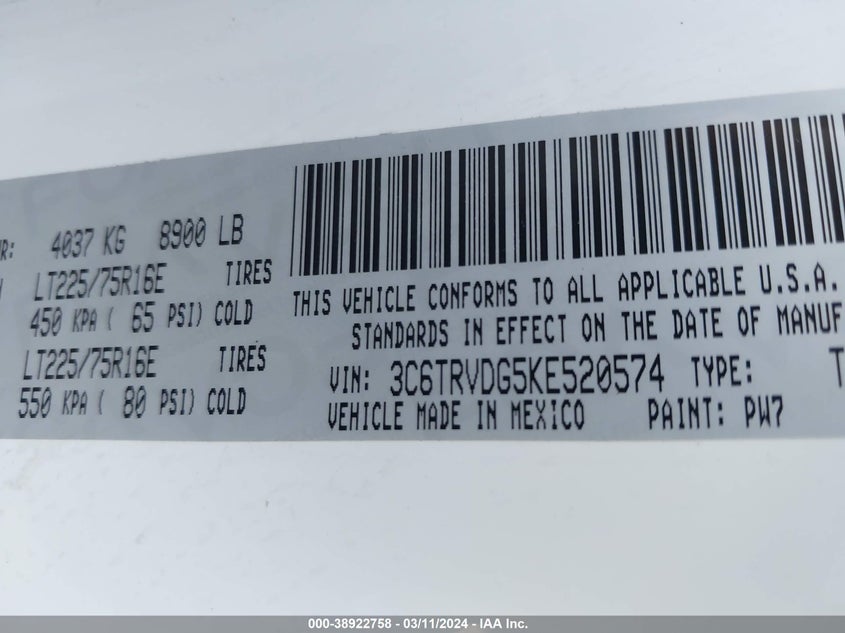 4037 KG 8900 LB
LT225/75R16E TIRES
450 KPA ( 65 PSI) COLD
LT225/75R16E TIRES
550 KPA ( 80 PSI) COLD
THIS VEHICLE CONFORMS TO ALL APPLICABLE U.S.A.
STANDARDS IN EFFECT ON THE DATE OF MANUF
VIN: 3C6TRVDG5KE520574 TYPE: T
VEHICLE MADE IN MEXICO PAINT: PW7
000-38922758 - 03/11/2024 - IAA Inc.